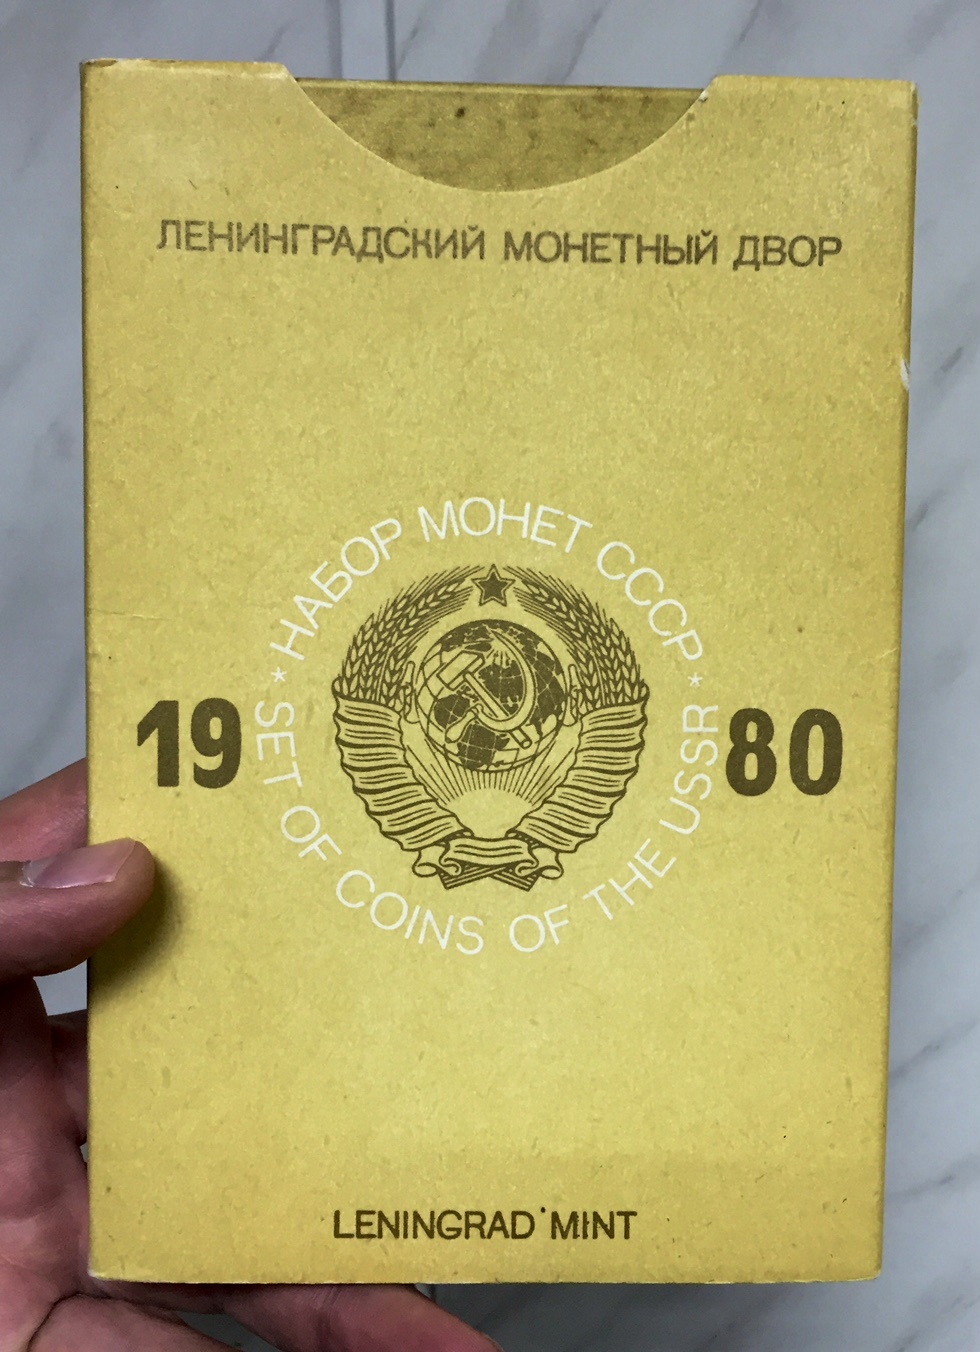 ЛЕНИНГРАДСКИЙ МОНЕТНЫЙ ДВОР
* НАБОР МОНЕТ СССР *
19 80
SET OF COINS OF THE USSR
LENINGRAD MINT